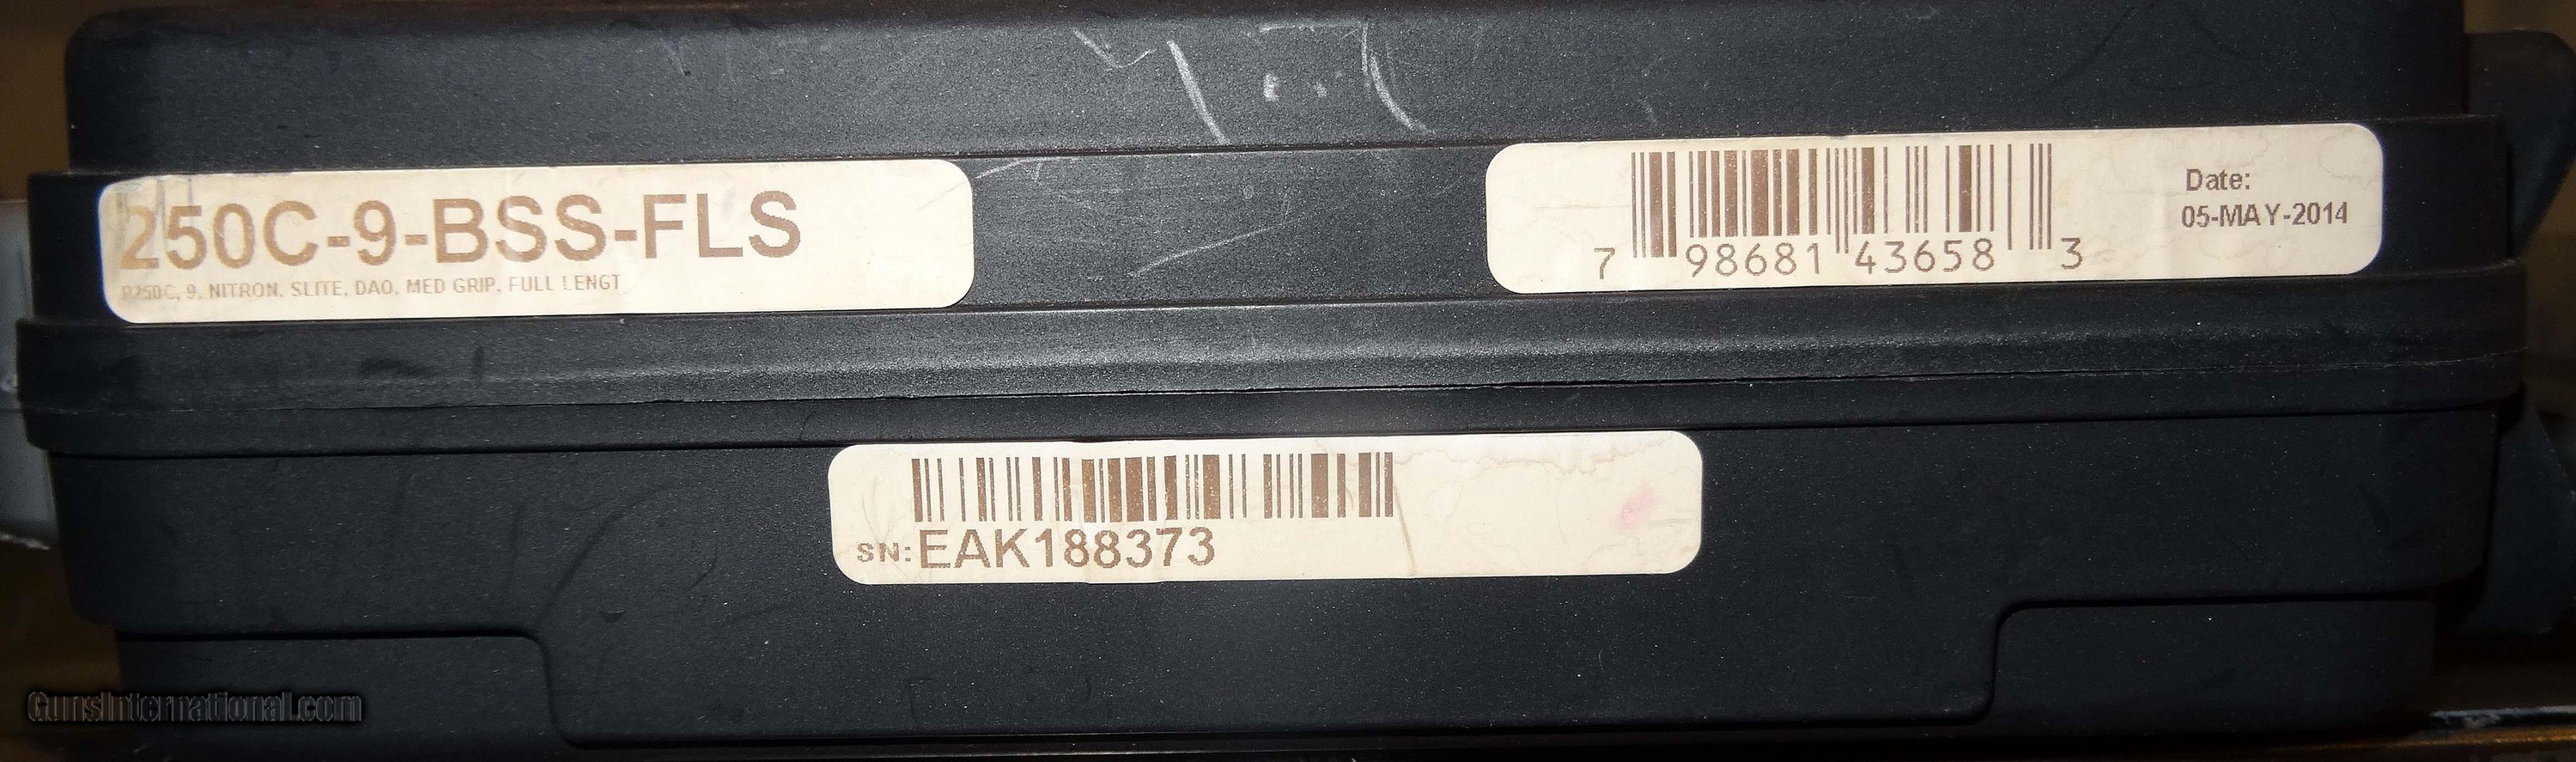 250C-9-BSS-FLS
P250C, 9, NITRON, SLITE, DAO, MED GRIP, FULL LENGT
7 98681 43658 3
Date:
05-MAY-2014
SN: EAK188373
GunsInternational.com